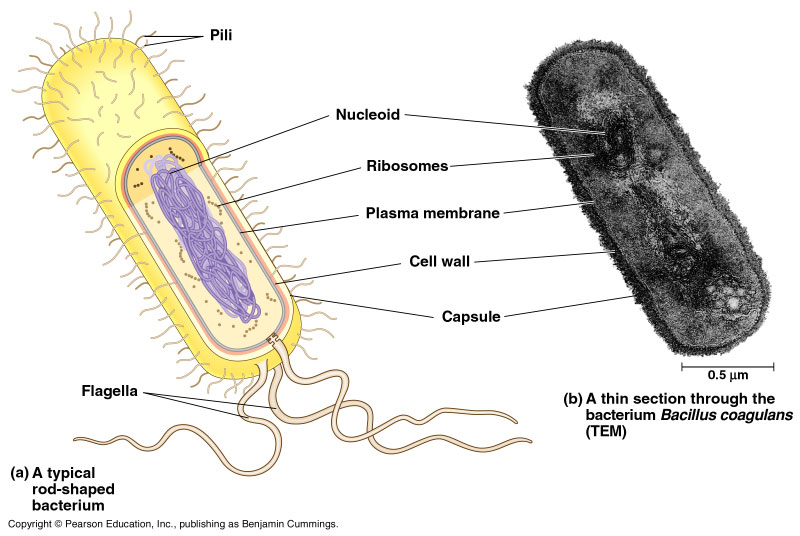 Pili
Nucleoid
Ribosomes
Plasma membrane
Cell wall
Capsule
0.5 μm
Flagella
(a) A typical
rod-shaped
bacterium
(b) A thin section through the
bacterium Bacillus coagulans
(TEM)
Copyright © Pearson Education, Inc., publishing as Benjamin Cummings.